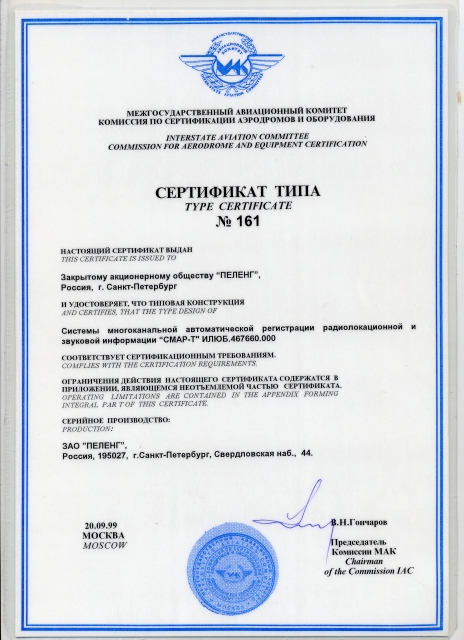 МАК
МЕЖГОСУДАРСТВЕННЫЙ АВИАЦИОННЫЙ КОМИТЕТ
КОМИССИЯ ПО СЕРТИФИКАЦИИ АЭРОДРОМОВ И ОБОРУДОВАНИЯ
INTERSTATE AVIATION COMMITTEE
COMMISSION FOR AERODROME AND EQUIPMENT CERTIFICATION
СЕРТИФИКАТ ТИПА
TYPE CERTIFICATE
№ 161
НАСТОЯЩИЙ СЕРТИФИКАТ ВЫДАН
THIS CERTIFICATE IS ISSUED TO
Закрытому акционерному обществу “ПЕЛЕНГ”,
Россия, г. Санкт-Петербург
И УДОСТОВЕРЯЕТ, ЧТО ТИПОВАЯ КОНСТРУКЦИЯ
AND CERTIFIES, THAT THE TYPE DESIGN OF
Системы многоканальной автоматической регистрации радиолокационной и
звуковой информации “СМАР-Т” ИЛЮБ.467660.000
СООТВЕТСТВУЕТ СЕРТИФИКАЦИОННЫМ ТРЕБОВАНИЯМ.
COMPLIES WITH THE CERTIFICATION REQUIREMENTS.
ОГРАНИЧЕНИЯ ДЕЙСТВИЯ НАСТОЯЩЕГО СЕРТИФИКАТА СОДЕРЖАТСЯ В
ПРИЛОЖЕНИИ, ЯВЛЯЮЩЕМСЯ НЕОТЪЕМЛЕМОЙ ЧАСТЬЮ СЕРТИФИКАТА.
OPERATING LIMITATIONS ARE CONTAINED IN THE APPENDIX FORMING
INTEGRAL PART OF THIS CERTIFICATE.
СЕРИЙНОЕ ПРОИЗВОДСТВО:
PRODUCTION:
ЗАО “ПЕЛЕНГ”,
Россия, 195027, г.Санкт-Петербург, Свердловская наб., 44.
20.09.99
МОСКВА
MOSCOW
В.Н.Гончаров
Председатель
Комиссии МАК
Chairman
of the Commission IAC